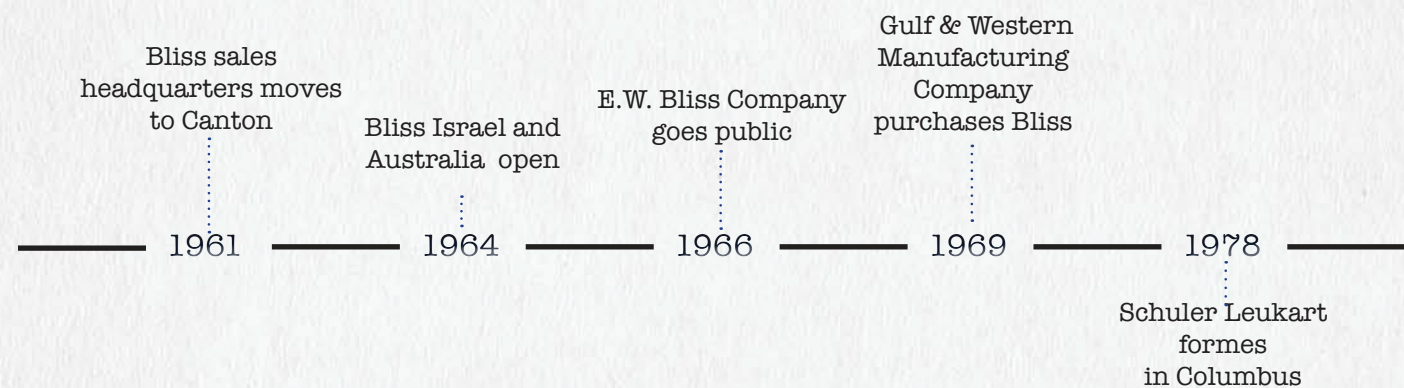 Bliss sales
headquarters moves
to Canton
1961
Bliss Israel and
Australia open
1964
E.W. Bliss Company
goes public
1966
Gulf & Western
Manufacturing
Company
purchases Bliss
1969
1978
Schuler Leukart
formes
in Columbus